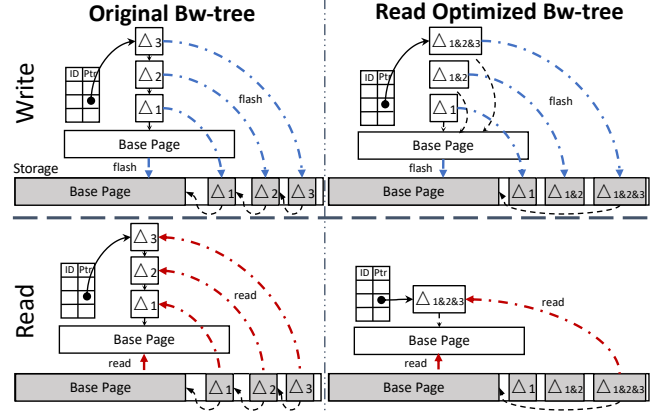 Original Bw-tree
Read Optimized Bw-tree
Write
ID Ptr
△ 3
△ 2
△ 1
Base Page
flash
Storage
Base Page
△ 1
△ 2
△ 3
ID Ptr
△ 1&2&3
△ 1&2
△ 1
flash
Base Page
flash
Base Page
△ 1
△ 1&2
△ 1&2&3
flash
Read
ID Ptr
△ 3
△ 2
△ 1
read
Base Page
read
Base Page
△ 1
△ 2
△ 3
ID Ptr
△ 1&2&3
read
Base Page
read
Base Page
△ 1
△ 1&2
△ 1&2&3